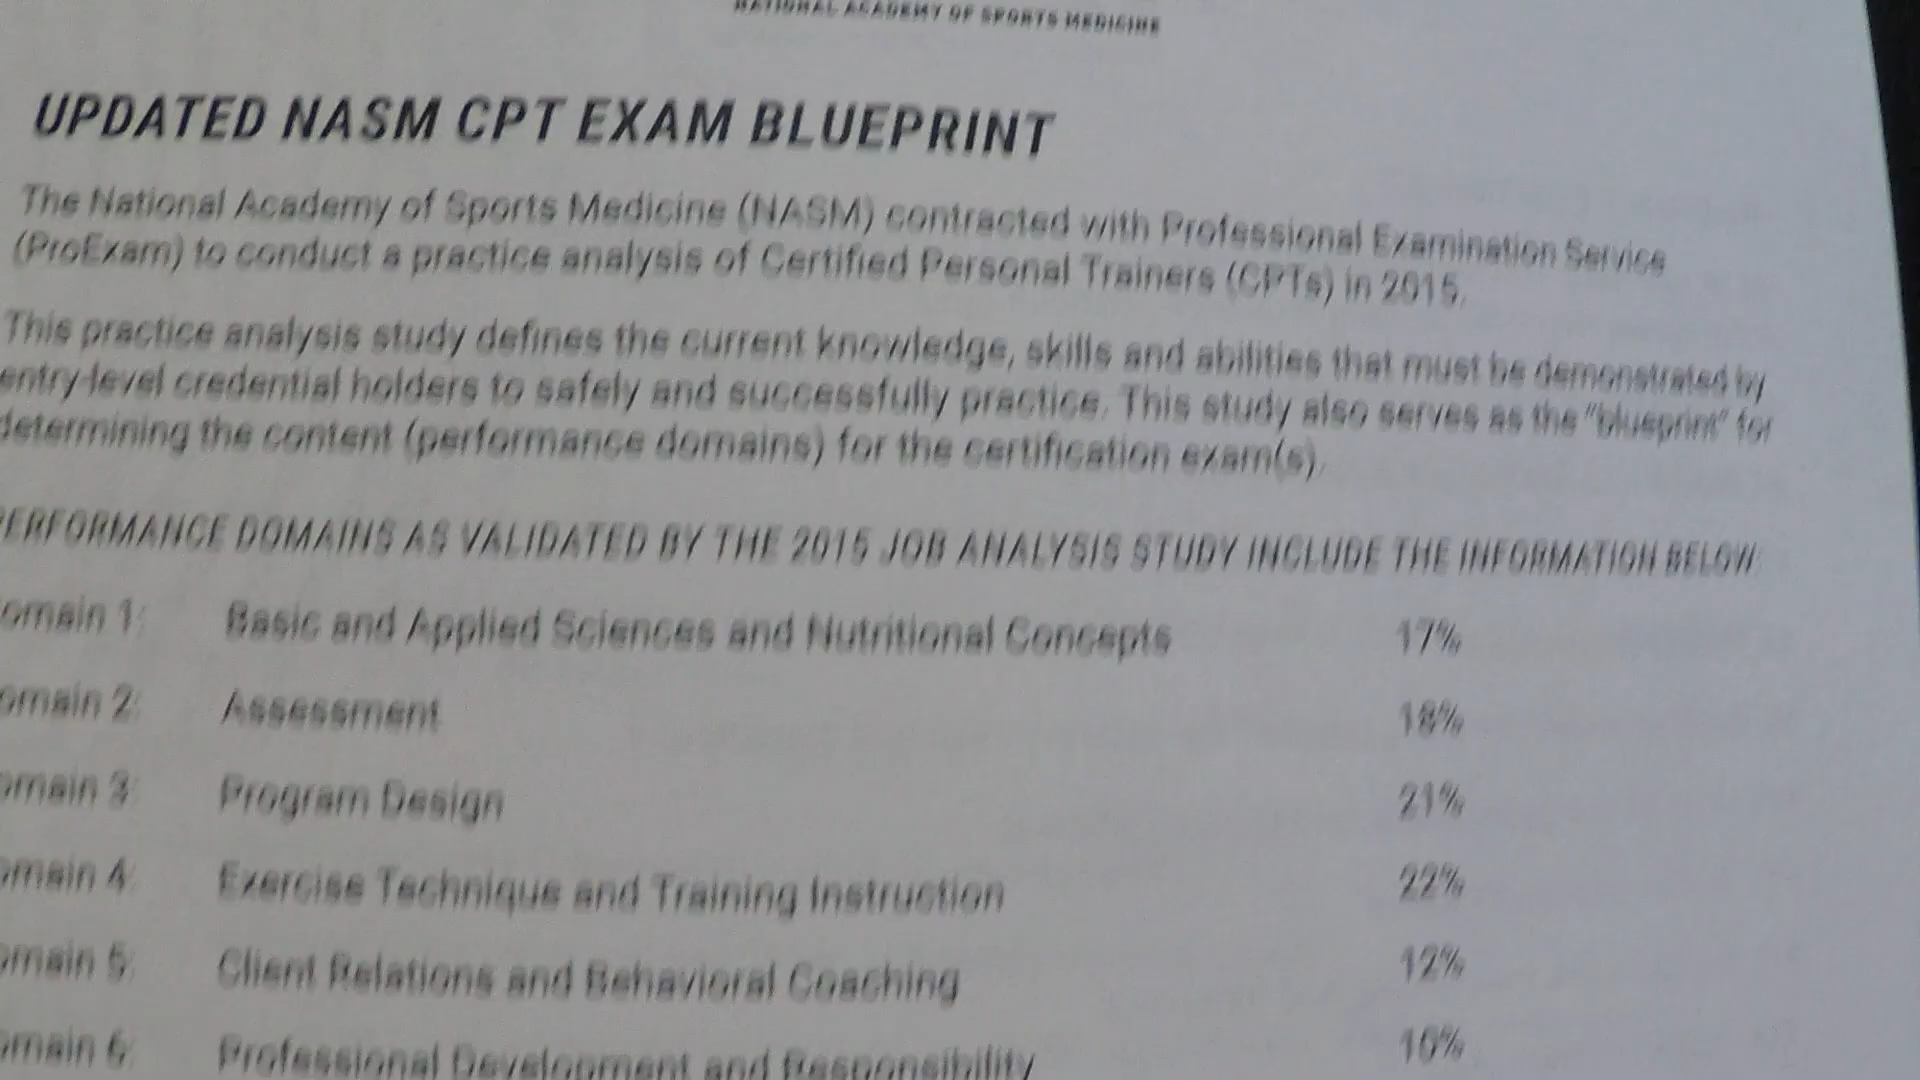 NATIONAL ACADEMY OF SPORTS MEDICINE
UPDATED NASM CPT EXAM BLUEPRINT
The National Academy of Sports Medicine (NASM) contracted with Professional Examination Service
(ProExam) to conduct a practice analysis of Certified Personal Trainers (CPTs) in 2015.
This practice analysis study defines the current knowledge, skills and abilities that must be demonstrated by
entry-level credential holders to safely and successfully practice. This study also serves as the "blueprint" for
determining the content (performance domains) for the certification exam(s).
PERFORMANCE DOMAINS AS VALIDATED BY THE 2015 JOB ANALYSIS STUDY INCLUDE THE INFORMATION BELOW:
omain 1: Basic and Applied Sciences and Nutritional Concepts 17%
omain 2: Assessment 18%
omain 3: Program Design 21%
omain 4: Exercise Technique and Training Instruction 22%
omain 5: Client Relations and Behavioral Coaching 12%
omain 6: Professional Development and Responsibility 10%